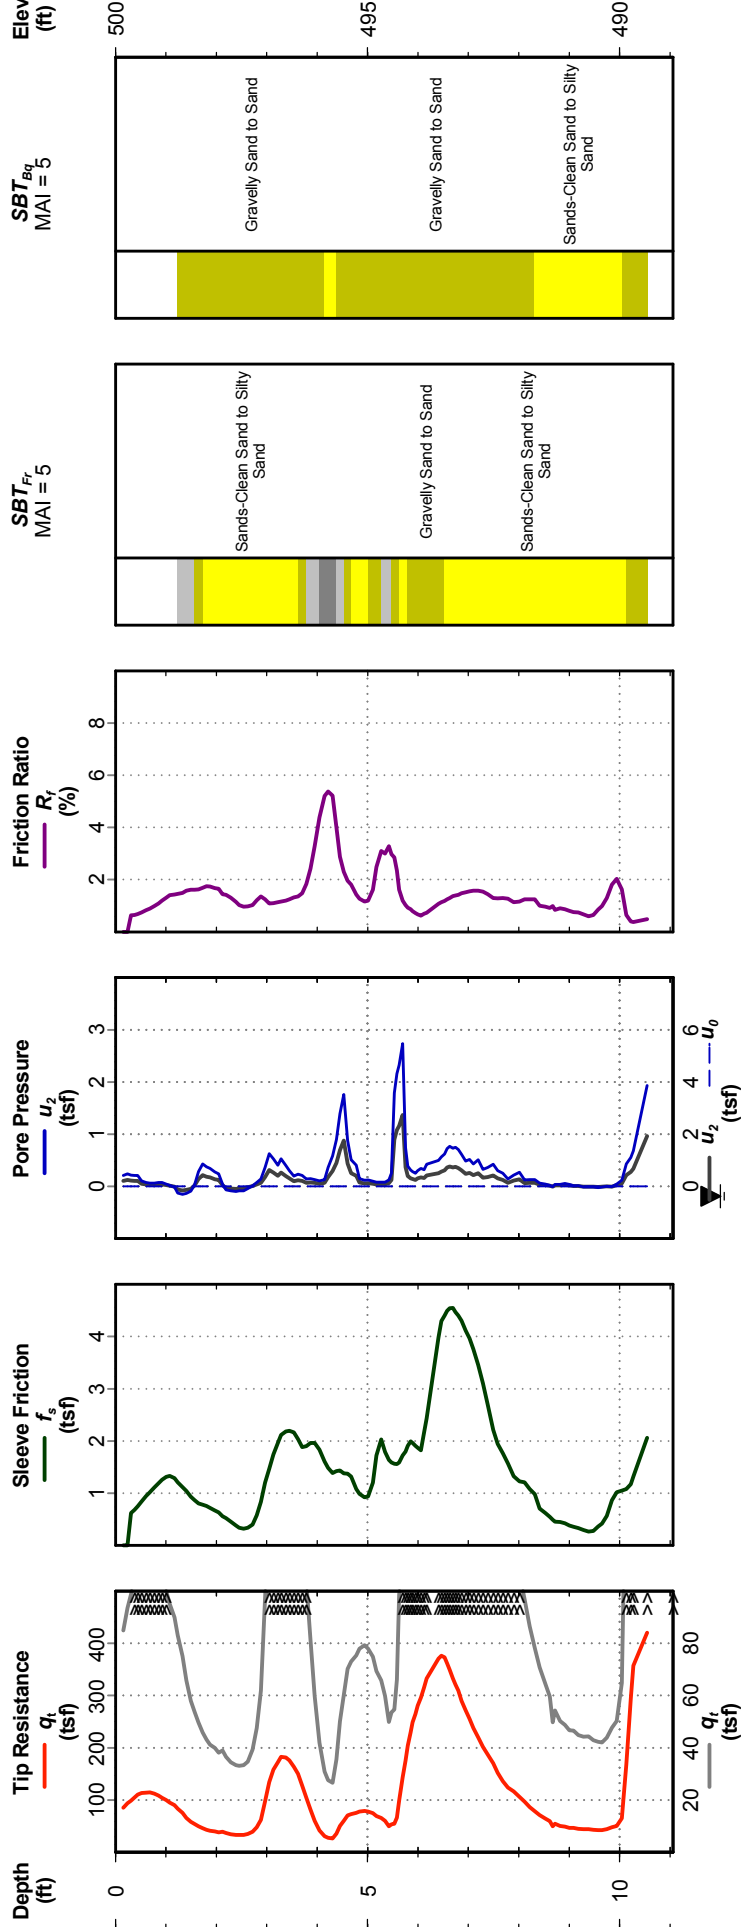 Depth
(ft)
0
5
10
Tip Resistance
qt
(tsf)
100 200 300 400
20 40 60 80
qt
(tsf)
Sleeve Friction
fs
(tsf)
1 2 3 4
Pore Pressure
u2
(tsf)
0 1 2 3
0 2 4 6
u2
u0
(tsf)
Friction Ratio
Rf
(%)
2 4 6 8
SBTFr
MAI = 5
Sands-Clean Sand to Silty
Sand
Gravelly Sand to Sand
Sands-Clean Sand to Silty
Sand
SBTBq
MAI = 5
Gravelly Sand to Sand
Gravelly Sand to Sand
Sands-Clean Sand to Silty
Sand
Elev
(ft)
500
495
490